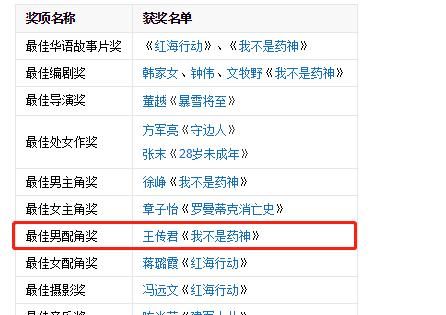 奖项名称 获奖名单
最佳华语故事片奖 《红海行动》、《我不是药神》
最佳编剧奖 韩家女、钟伟、文牧野《我不是药神》
最佳导演奖 董越《暴雪将至》
最佳处女作奖 方军亮《守边人》
张末《28岁未成年》
最佳男主角奖 徐峥《我不是药神》
最佳女主角奖 章子怡《罗曼蒂克消亡史》
最佳男配角奖 王传君《我不是药神》
最佳女配角奖 蒋璐霞《红海行动》
最佳摄影奖 冯远文《红海行动》